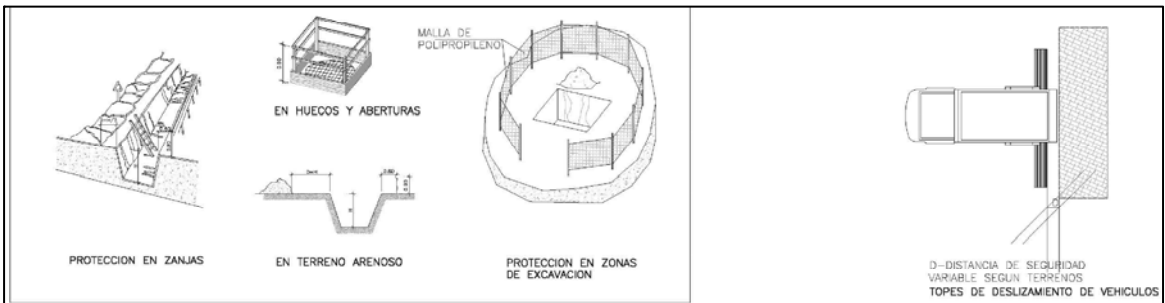 MALLA DE
POLIPROPILENO
EN HUECOS Y ABERTURAS
PROTECCION EN ZANJAS
EN TERRENO ARENOSO
PROTECCION EN ZONAS
DE EXCAVACION
D-DISTANCIA DE SEGURIDAD
VARIABLE SEGUN TERRENOS
TOPES DE DESLIZAMIENTO DE VEHICULOS